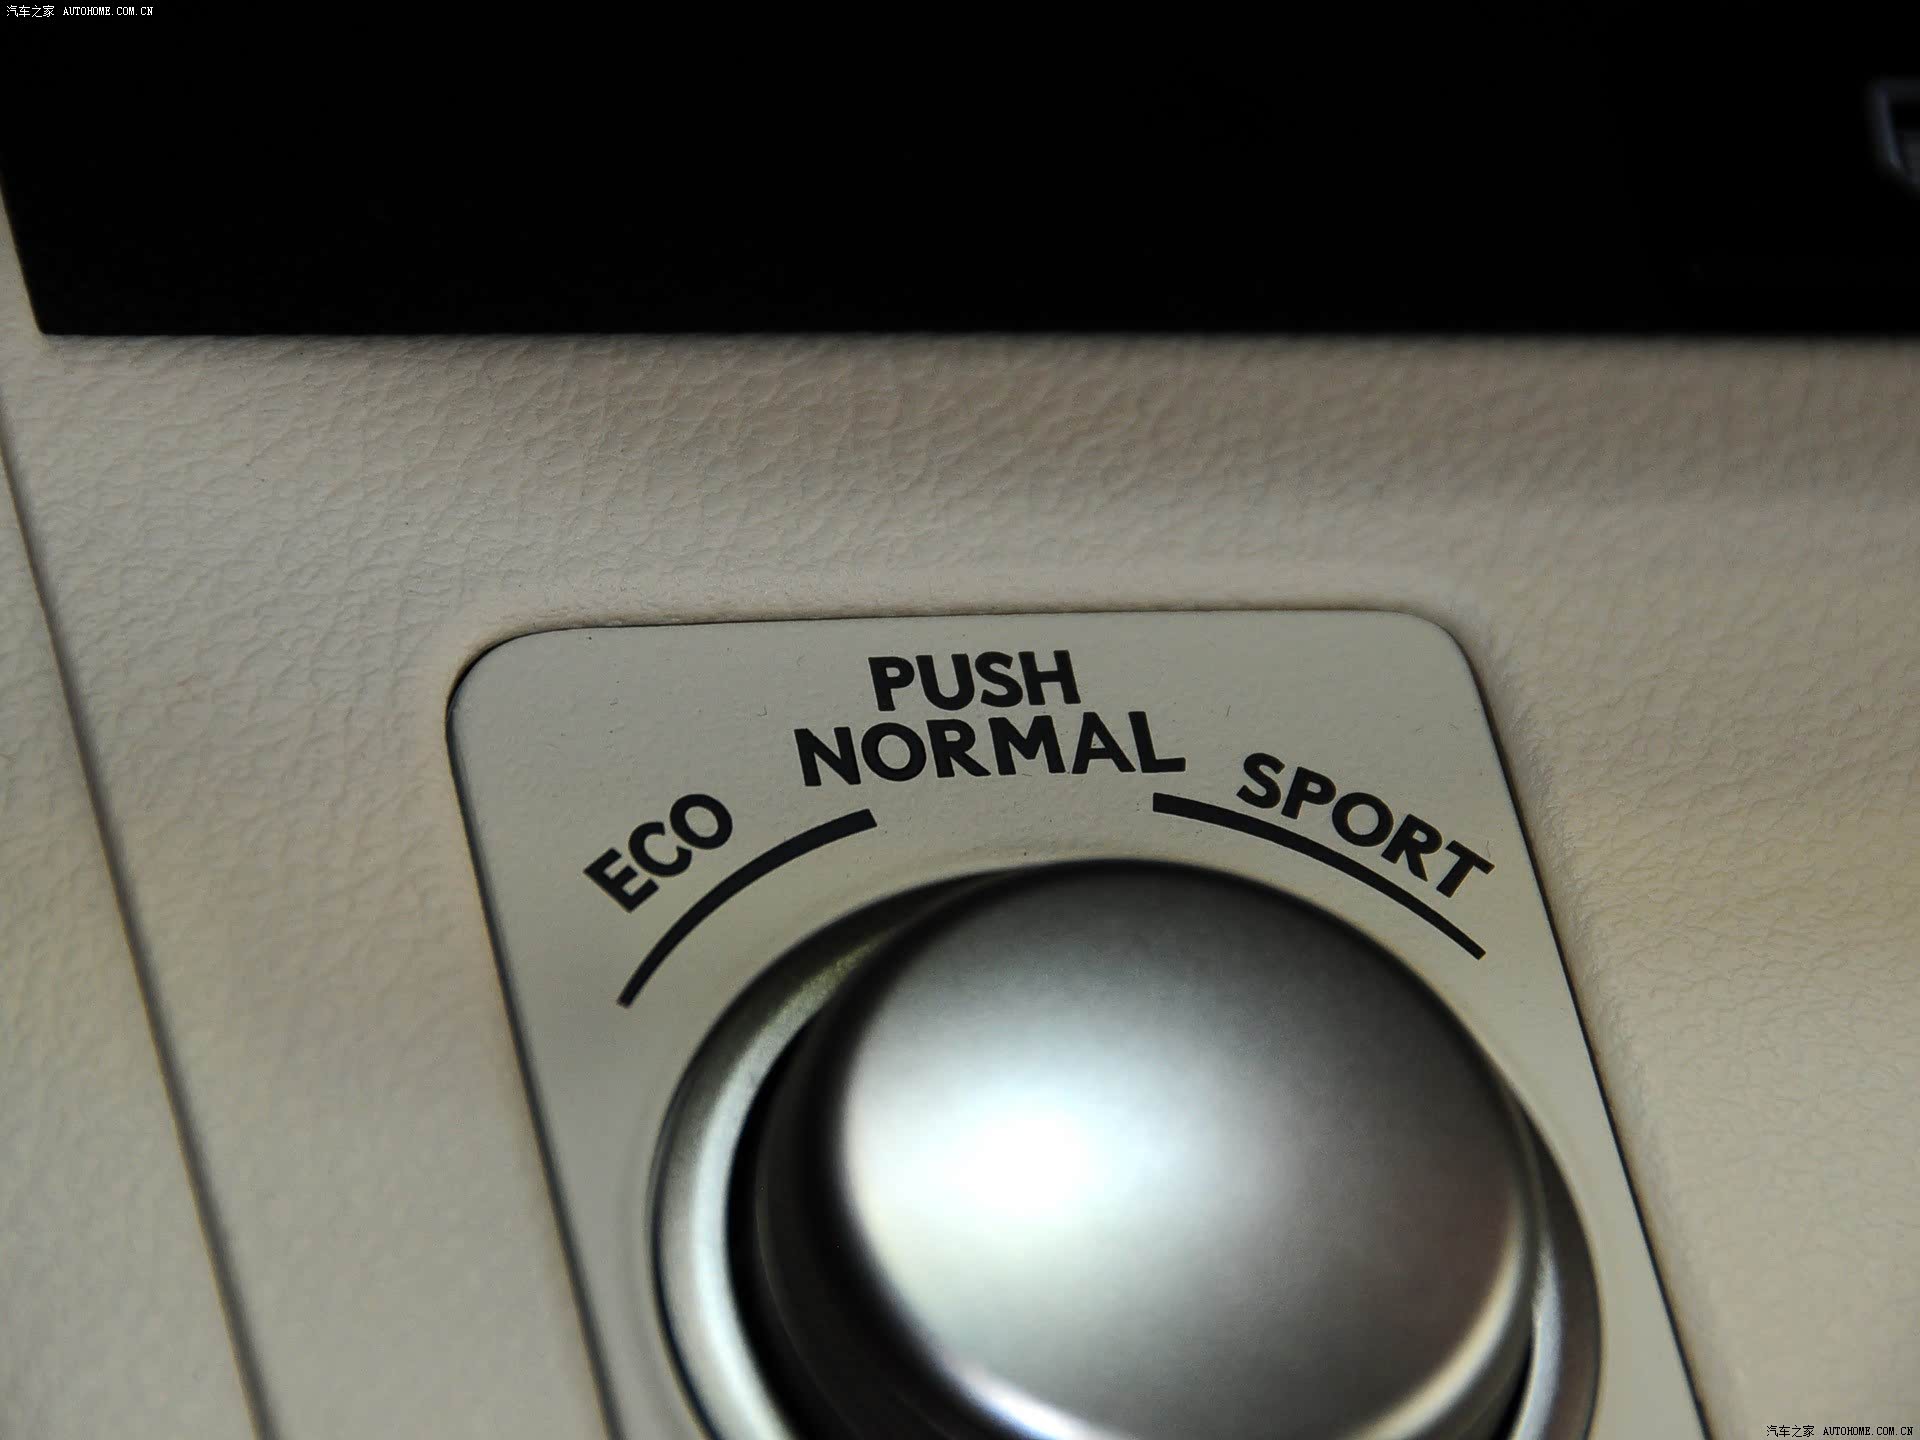 汽车之家 AUTOHOME.COM.CN
PUSH
NORMAL
ECO
SPORT
汽车之家 AUTOHOME.COM.CN